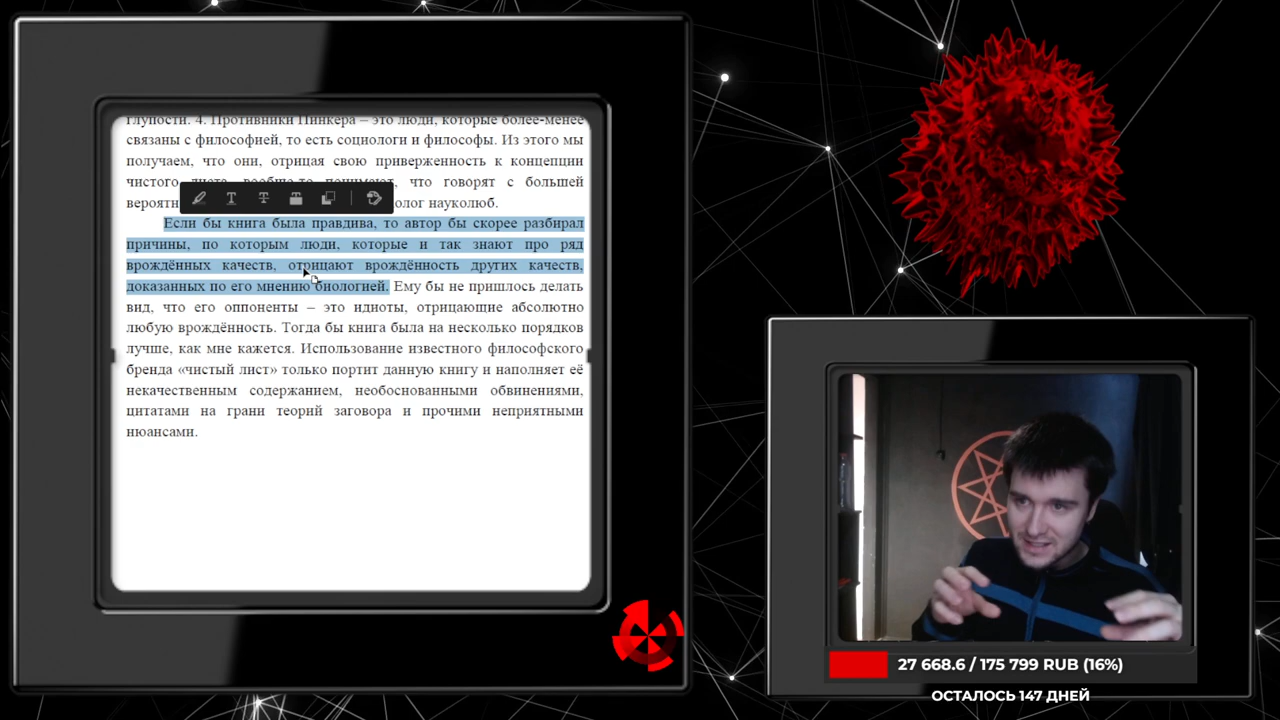 глупости. 4. Противники Пинкера – это люди, которые более-менее
связаны с философией, то есть социологи и философы. Из этого мы
получаем, что они, отрицая свою приверженность к концепции
чистого листа, вообще-то понимают, что говорят с большей
вероятн олог науколюб.
Если бы книга была правдива, то автор бы скорее разбирал
причины, по которым люди, которые и так знают про ряд
врождённых качеств, отрицают врождённость других качеств,
доказанных по его мнению биологией. Ему бы не пришлось делать
вид, что его оппоненты – это идиоты, отрицающие абсолютно
любую врождённость. Тогда бы книга была на несколько порядков
лучше, как мне кажется. Использование известного философского
бренда «чистый лист» только портит данную книгу и наполняет её
некачественным содержанием, необоснованными обвинениями,
цитатами на грани теорий заговора и прочими неприятными
нюансами.
27 668.6 / 175 799 RUB (16%)
ОСТАЛОСЬ 147 ДНЕЙ